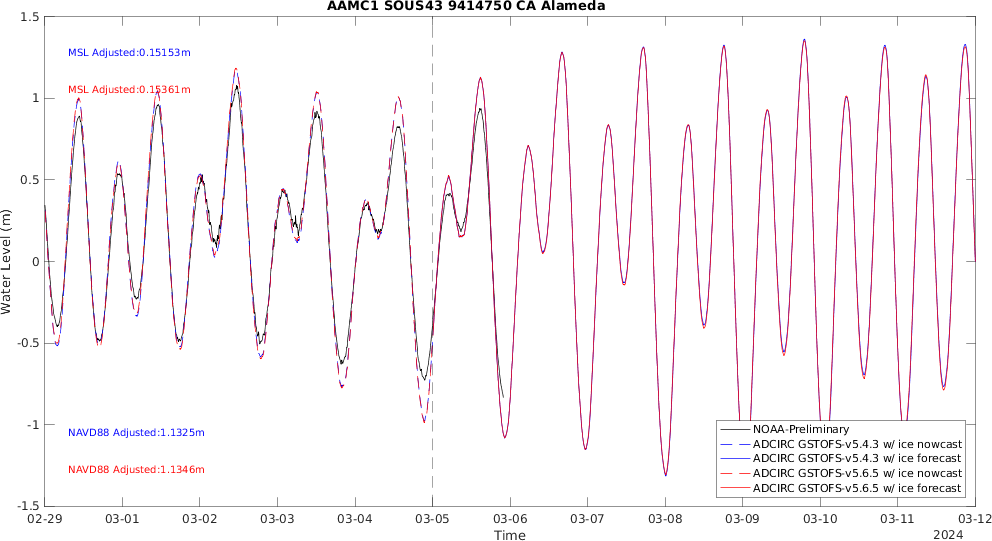 AAMC1 SOUS43 9414750 CA Alameda
1.5
1
0.5
0
-0.5
-1
-1.5
Water Level (m)
MSL Adjusted:0.15153m
MSL Adjusted:0.15361m
NAVD88 Adjusted:1.1325m
NAVD88 Adjusted:1.1346m
NOAA-Preliminary
ADCIRC GSTOFS-v5.4.3 w/ ice nowcast
ADCIRC GSTOFS-v5.4.3 w/ ice forecast
ADCIRC GSTOFS-v5.6.5 w/ ice nowcast
ADCIRC GSTOFS-v5.6.5 w/ ice forecast
02-29 03-01 03-02 03-03 03-04 03-05 03-06 03-07 03-08 03-09 03-10 03-11 03-12
Time
2024